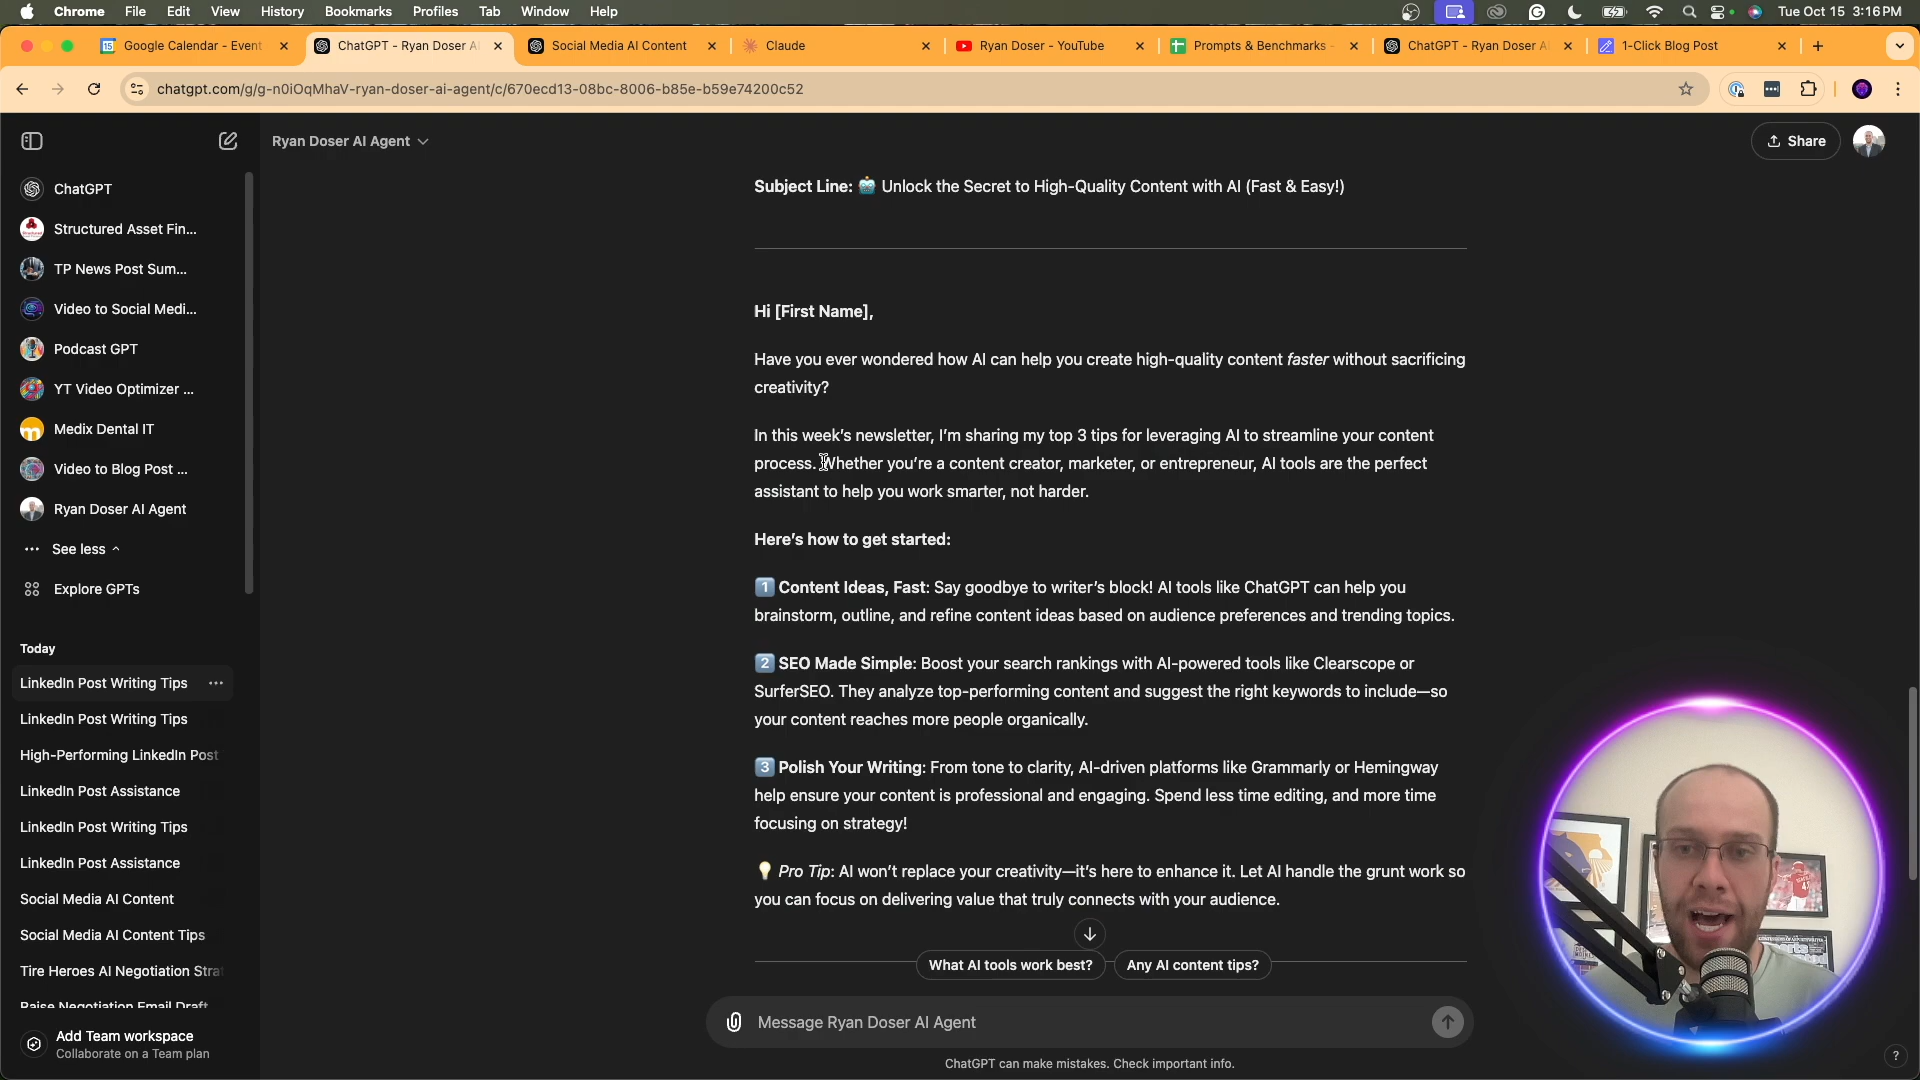 Chrome File Edit View History Bookmarks Profiles Tab Window Help
Tue Oct 15 3:16 PM
15 Google Calendar - Event
ChatGPT - Ryan Doser AI
Social Media AI Content
Claude
Ryan Doser - YouTube
Prompts & Benchmarks -
ChatGPT - Ryan Doser AI
1-Click Blog Post
chatgpt.com/g/g-n0iOqMhaV-ryan-doser-ai-agent/c/670ecd13-08bc-8006-b85e-b59e74200c52
Ryan Doser AI Agent
Share
ChatGPT
Structured Asset Fin...
TP News Post Sum...
Video to Social Medi...
Podcast GPT
YT Video Optimizer ...
Medix Dental IT
Video to Blog Post ...
Ryan Doser AI Agent
See less
Explore GPTs
Today
LinkedIn Post Writing Tips
LinkedIn Post Writing Tips
High-Performing LinkedIn Post
LinkedIn Post Assistance
LinkedIn Post Writing Tips
LinkedIn Post Assistance
Social Media AI Content
Social Media AI Content Tips
Tire Heroes AI Negotiation Stra
Raise Negotiation Email Draft
Add Team workspace
Collaborate on a Team plan
Subject Line: 🤖 Unlock the Secret to High-Quality Content with AI (Fast & Easy!)
Hi [First Name],
Have you ever wondered how AI can help you create high-quality content faster without sacrificing
creativity?
In this week's newsletter, I'm sharing my top 3 tips for leveraging AI to streamline your content
process. Whether you're a content creator, marketer, or entrepreneur, AI tools are the perfect
assistant to help you work smarter, not harder.
Here's how to get started:
1️⃣ Content Ideas, Fast: Say goodbye to writer's block! AI tools like ChatGPT can help you
brainstorm, outline, and refine content ideas based on audience preferences and trending topics.
2️⃣ SEO Made Simple: Boost your search rankings with AI-powered tools like Clearscope or
SurferSEO. They analyze top-performing content and suggest the right keywords to include—so
your content reaches more people organically.
3️⃣ Polish Your Writing: From tone to clarity, AI-driven platforms like Grammarly or Hemingway
help ensure your content is professional and engaging. Spend less time editing, and more time
focusing on strategy!
💡 Pro Tip: AI won't replace your creativity—it's here to enhance it. Let AI handle the grunt work so
you can focus on delivering value that truly connects with your audience.
What AI tools work best?
Any AI content tips?
Message Ryan Doser AI Agent
ChatGPT can make mistakes. Check important info.
?